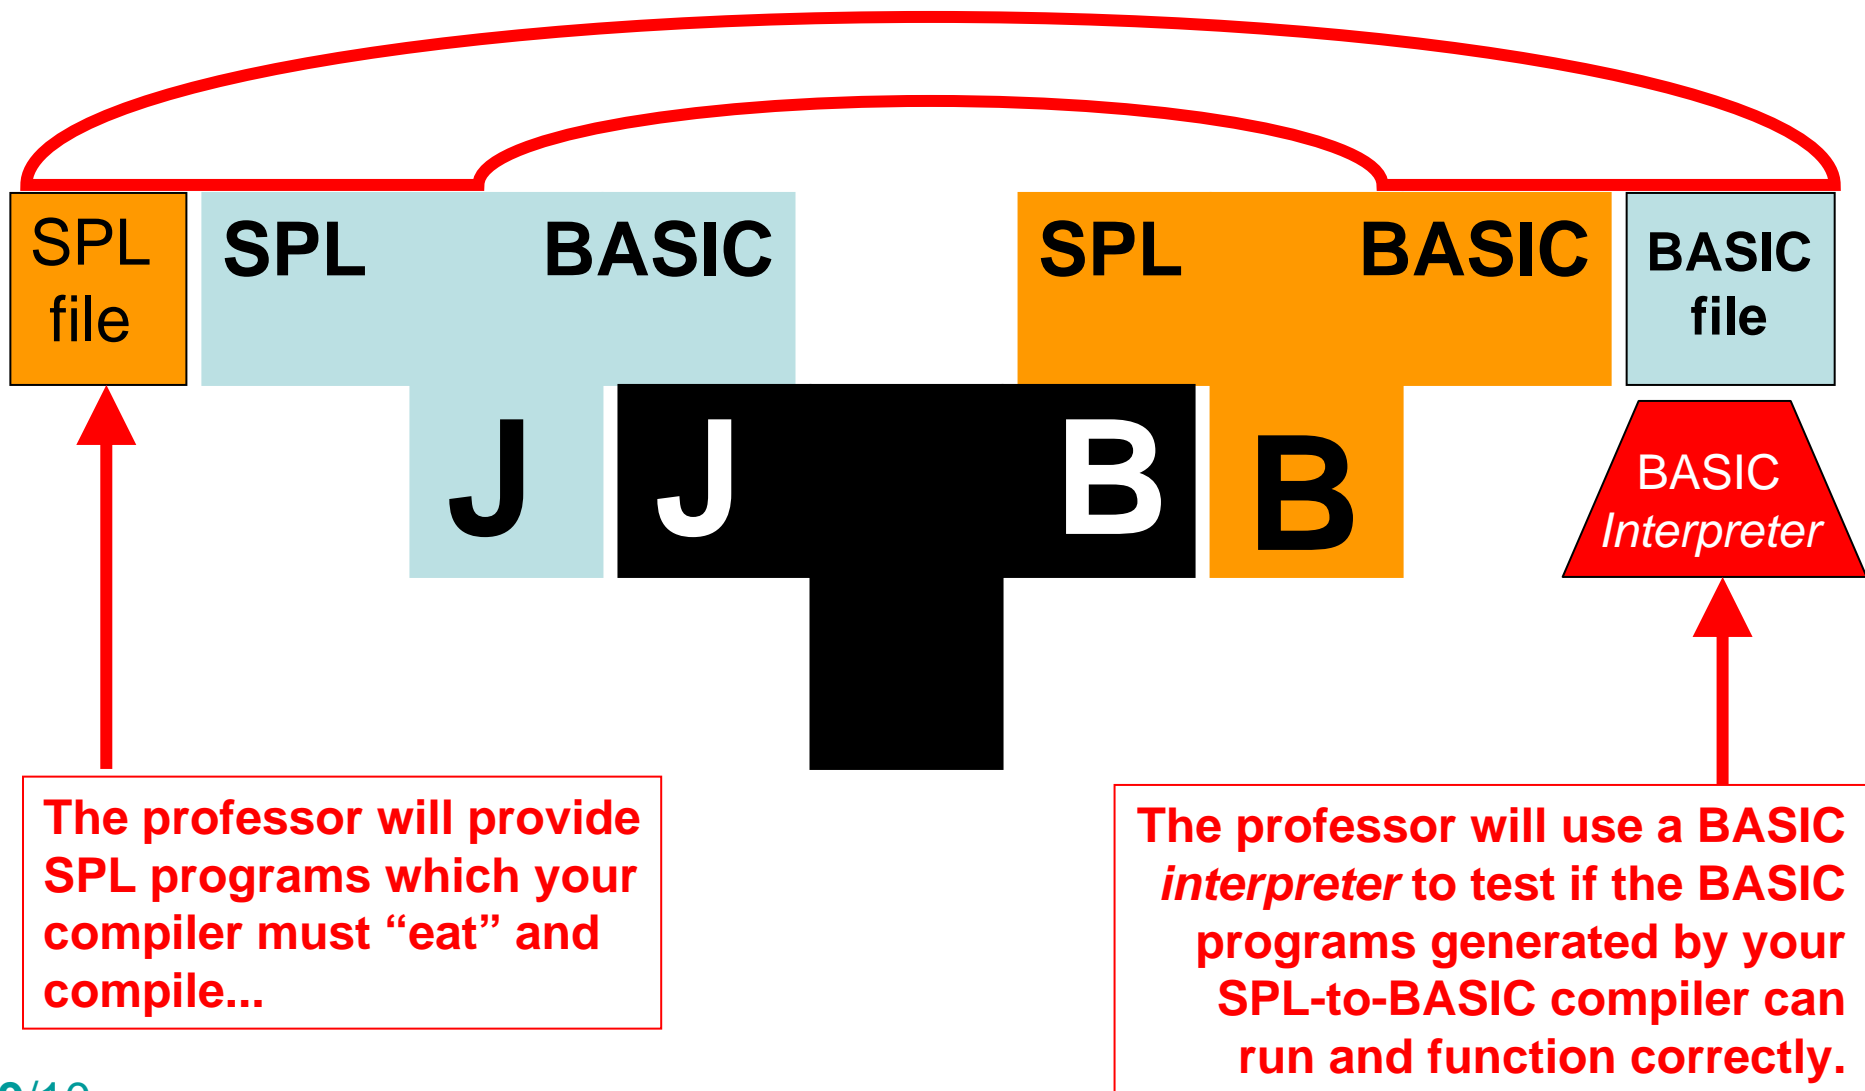 SPL
file
SPL BASIC
SPL BASIC
BASIC
file
J
J B
B
BASIC
Interpreter
The professor will provide
SPL programs which your
compiler must “eat” and
compile...
The professor will use a BASIC
interpreter to test if the BASIC
programs generated by your
SPL-to-BASIC compiler can
run and function correctly.